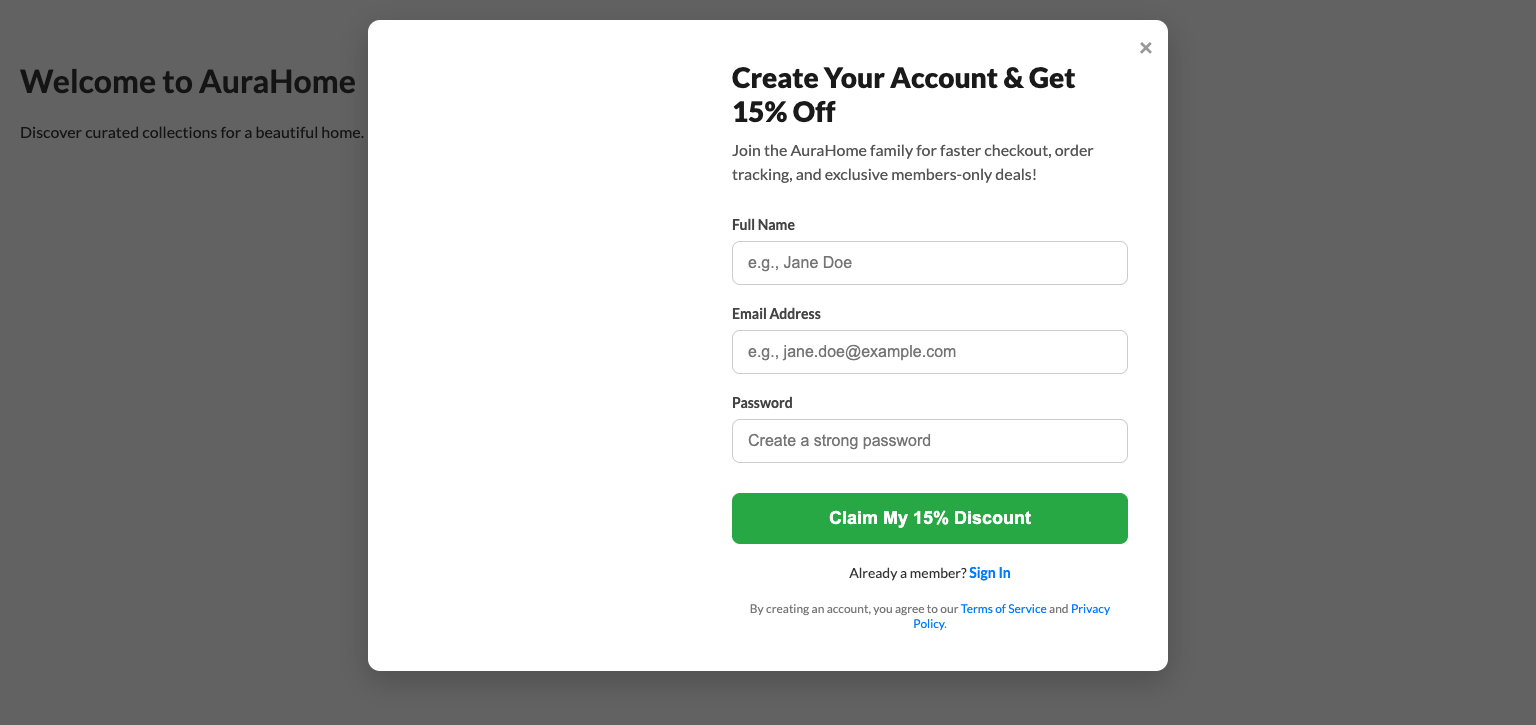 Welcome to AuraHome
Discover curated collections for a beautiful home.
×
Create Your Account & Get
15% Off
Join the AuraHome family for faster checkout, order
tracking, and exclusive members-only deals!
Full Name
e.g., Jane Doe
Email Address
e.g., jane.doe@example.com
Password
Create a strong password
Claim My 15% Discount
Already a member? Sign In
By creating an account, you agree to our Terms of Service and Privacy
Policy.